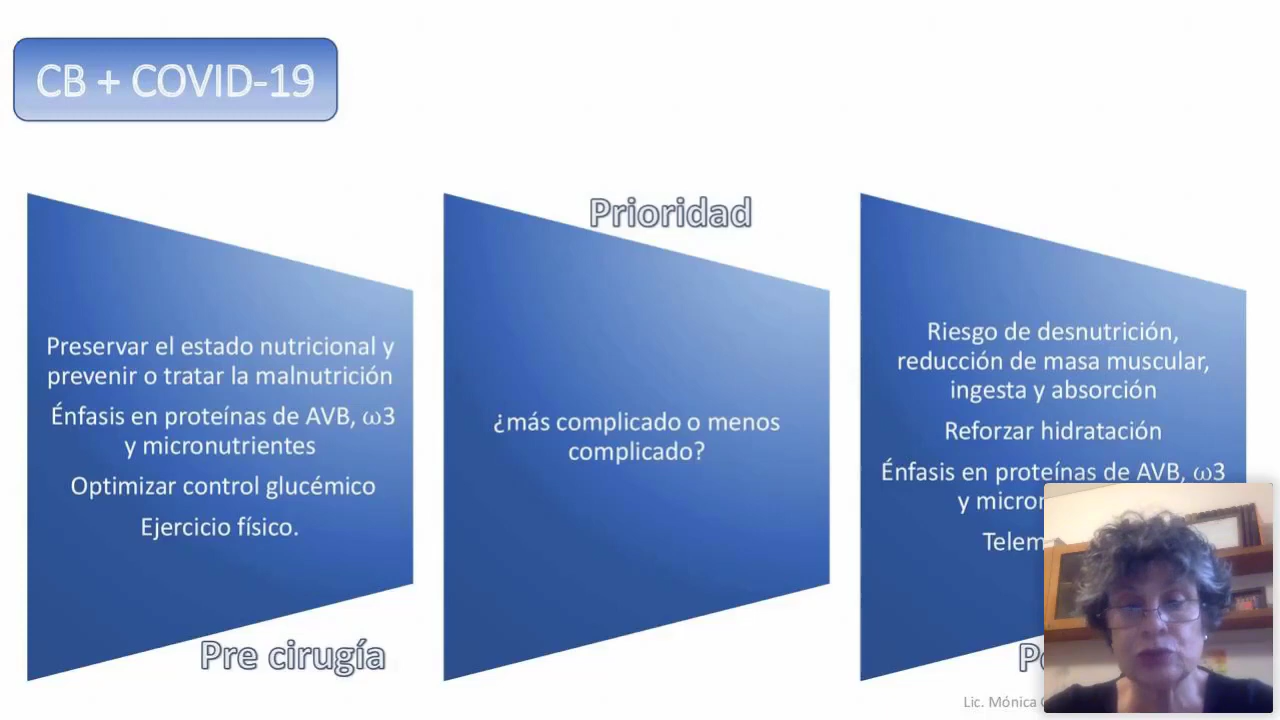 CB + COVID-19
Preservar el estado nutricional y
prevenir o tratar la malnutrición
Énfasis en proteínas de AVB, ω3
y micronutrientes
Optimizar control glucémico
Ejercicio físico.
Pre cirugía
Prioridad
¿más complicado o menos
complicado?
Riesgo de desnutrición,
reducción de masa muscular,
ingesta y absorción
Reforzar hidratación
Énfasis en proteínas de AVB, ω3
y
Lic. Mónica